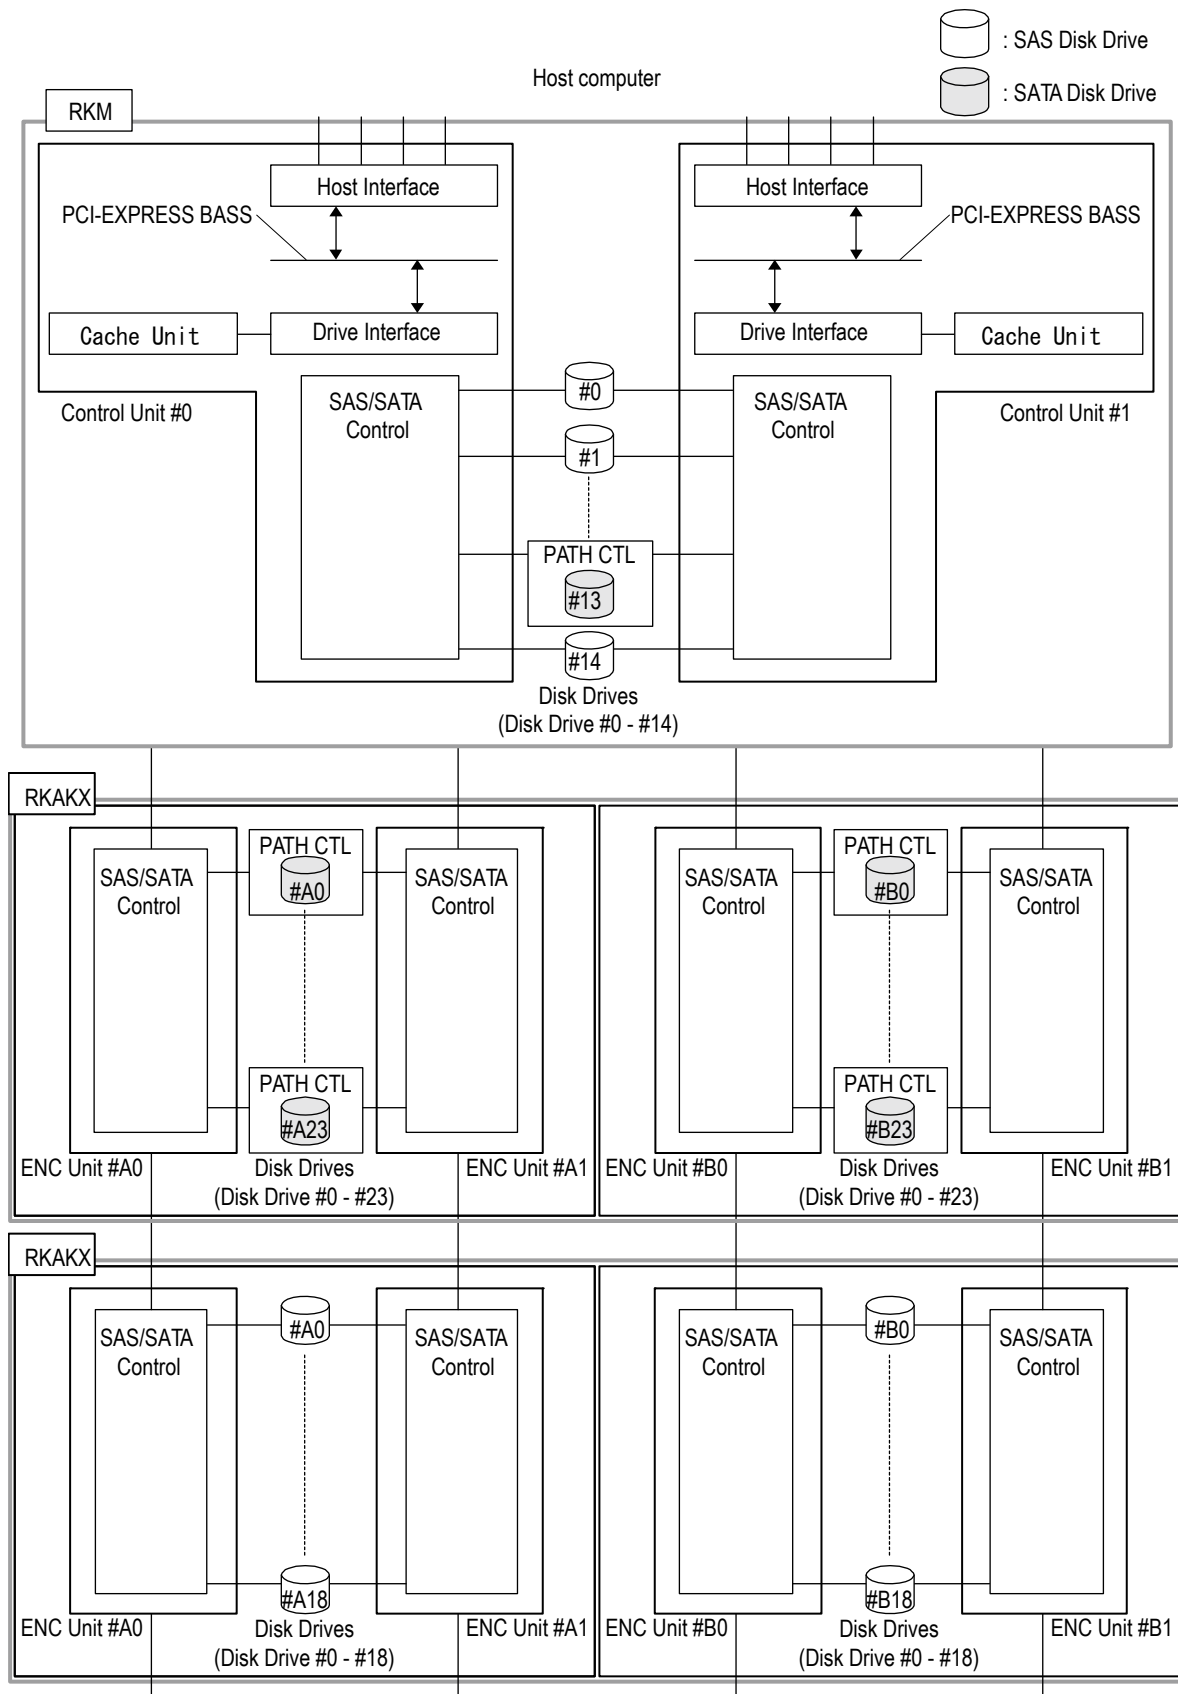 : SAS Disk Drive
Host computer
: SATA Disk Drive
RKM
Host Interface
Host Interface
PCI-EXPRESS BASS
PCI-EXPRESS BASS
Cache Unit
Drive Interface
Drive Interface
Cache Unit
#0
SAS/SATA
Control
SAS/SATA
Control
Control Unit #0
Control Unit #1
#1
PATH CTL
#13
#14
Disk Drives
(Disk Drive #0 - #14)
RKAKX
PATH CTL
PATH CTL
SAS/SATA
Control
#A0
SAS/SATA
Control
SAS/SATA
Control
#B0
SAS/SATA
Control
PATH CTL
#A23
PATH CTL
#B23
ENC Unit #A0
Disk Drives
(Disk Drive #0 - #23)
ENC Unit #A1
ENC Unit #B0
Disk Drives
(Disk Drive #0 - #23)
ENC Unit #B1
RKAKX
SAS/SATA
Control
#A0
SAS/SATA
Control
SAS/SATA
Control
#B0
SAS/SATA
Control
#A18
#B18
ENC Unit #A0
Disk Drives
(Disk Drive #0 - #18)
ENC Unit #A1
ENC Unit #B0
Disk Drives
(Disk Drive #0 - #18)
ENC Unit #B1